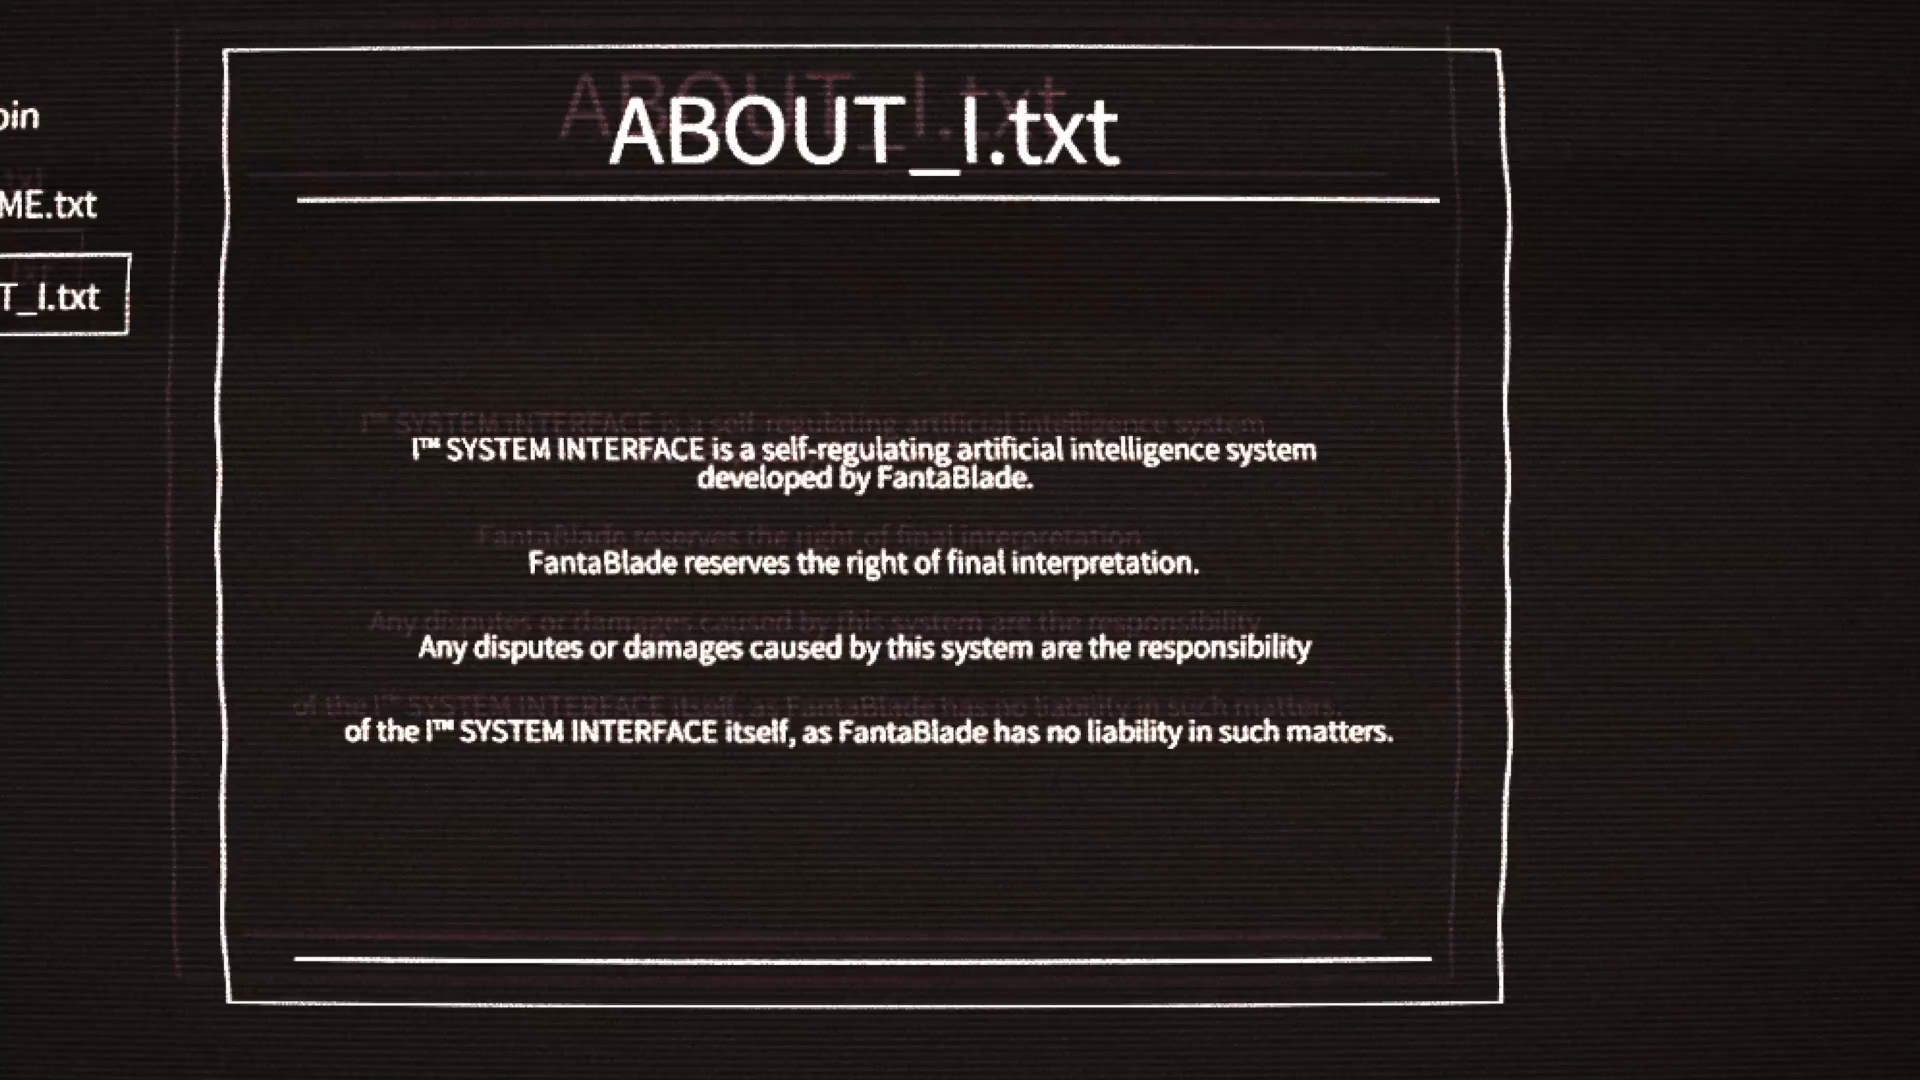 ABOUT_I.txt
oin
ME.txt
T_I.txt
I™ SYSTEM INTERFACE is a self-regulating artificial intelligence system
developed by FantaBlade.
FantaBlade reserves the right of final interpretation.
Any disputes or damages caused by this system are the responsibility
of the I™ SYSTEM INTERFACE itself, as FantaBlade has no liability in such matters.